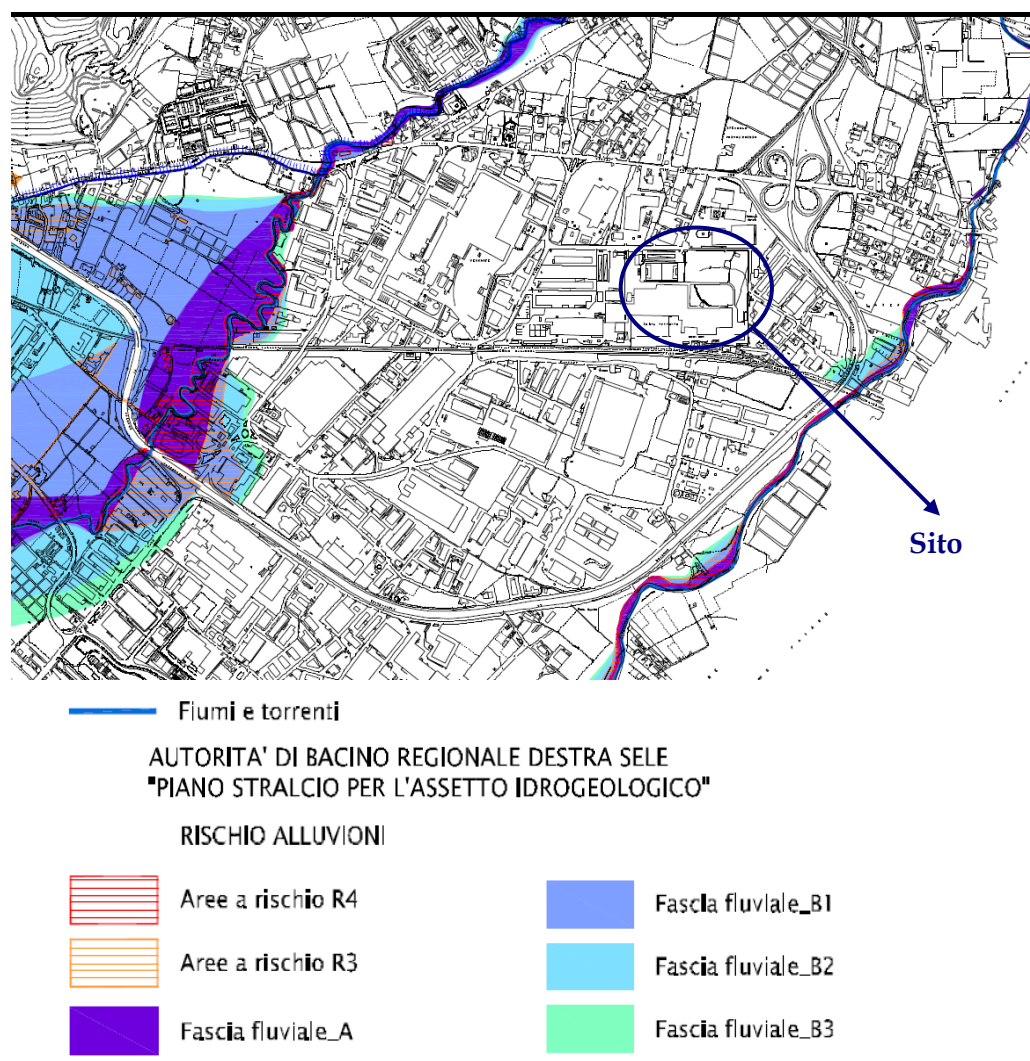 Sito
Fiumi e torrenti
AUTORITA' DI BACINO REGIONALE DESTRA SELE
"PIANO STRALCIO PER L'ASSETTO IDROGEOLOGICO"
RISCHIO ALLUVIONI
Aree a rischio R4
Fascia fluviale_B1
Aree a rischio R3
Fascia fluviale_B2
Fascia fluviale_A
Fascia fluviale_B3